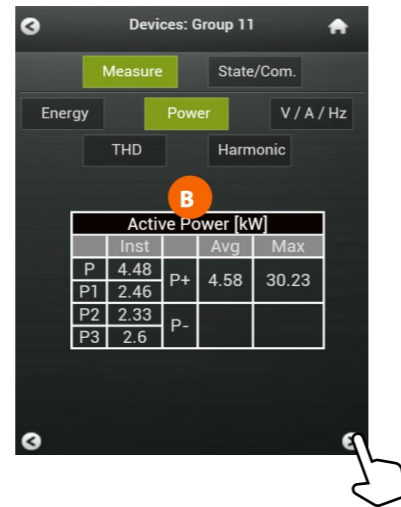 Devices: Group 11
Measure State/Com.
Energy Power V / A / Hz
THD Harmonic
B
Active Power [kW]
Inst Avg Max
P 4.48 P+ 4.58 30.23
P1 2.46
P2 2.33 P-
P3 2.6